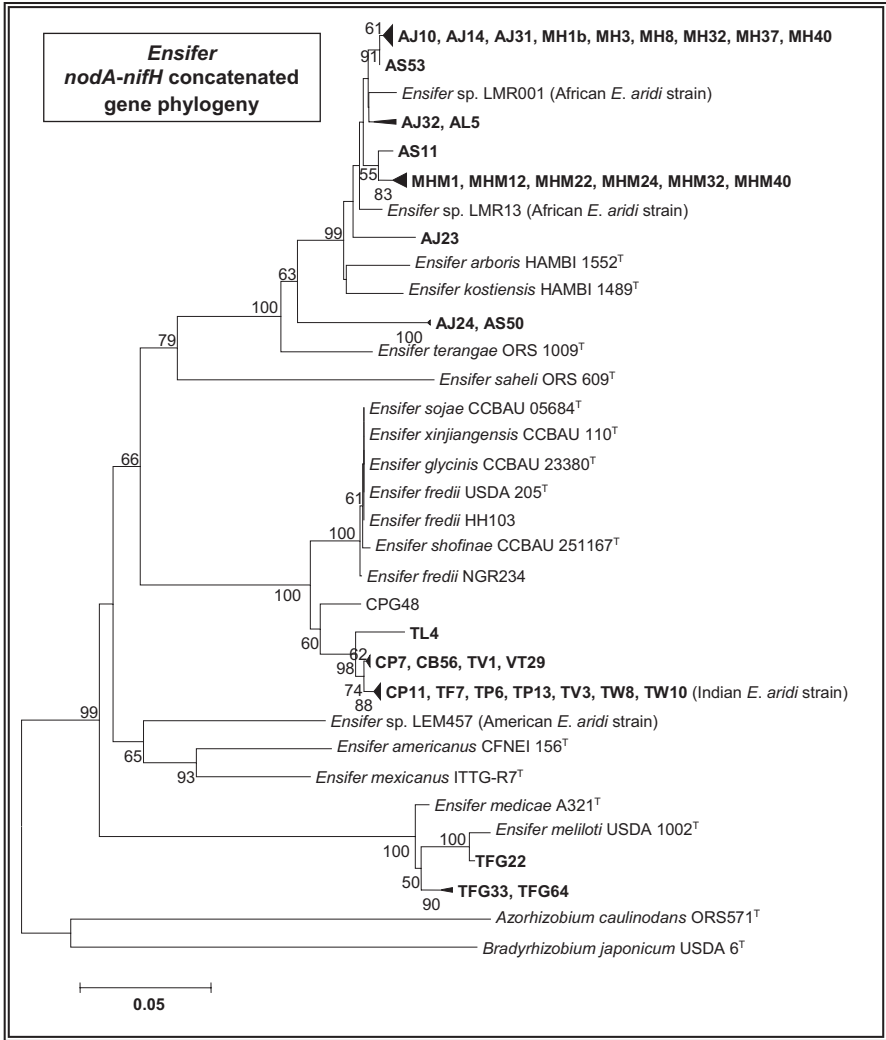 Ensifer
nodA-nifH concatenated
gene phylogeny
61
AJ10, AJ14, AJ31, MH1b, MH3, MH8, MH32, MH37, MH40
91
AS53
Ensifer sp. LMR001 (African E. aridi strain)
AJ32, AL5
AS11
55
MHM1, MHM12, MHM22, MHM24, MHM32, MHM40
83
Ensifer sp. LMR13 (African E. aridi strain)
99
AJ23
Ensifer arboris HAMBI 1552T
63
Ensifer kostiensis HAMBI 1489T
100
AJ24, AS50
100
79
Ensifer terangae ORS 1009T
Ensifer saheli ORS 609T
Ensifer sojae CCBAU 05684T
Ensifer xinjiangensis CCBAU 110T
66
Ensifer glycinis CCBAU 23380T
Ensifer fredii USDA 205T
61
Ensifer fredii HH103
100
Ensifer shofinae CCBAU 251167T
Ensifer fredii NGR234
100
CPG48
TL4
60
62
CP7, CB56, TV1, VT29
98
74
CP11, TF7, TP6, TP13, TV3, TW8, TW10 (Indian E. aridi strain)
88
99
Ensifer sp. LEM457 (American E. aridi strain)
65
Ensifer americanus CFNEI 156T
93
Ensifer mexicanus ITTG-R7T
Ensifer medicae A321T
Ensifer meliloti USDA 1002T
100
100
TFG22
50
TFG33, TFG64
90
Azorhizobium caulinodans ORS571T
Bradyrhizobium japonicum USDA 6T
0.05